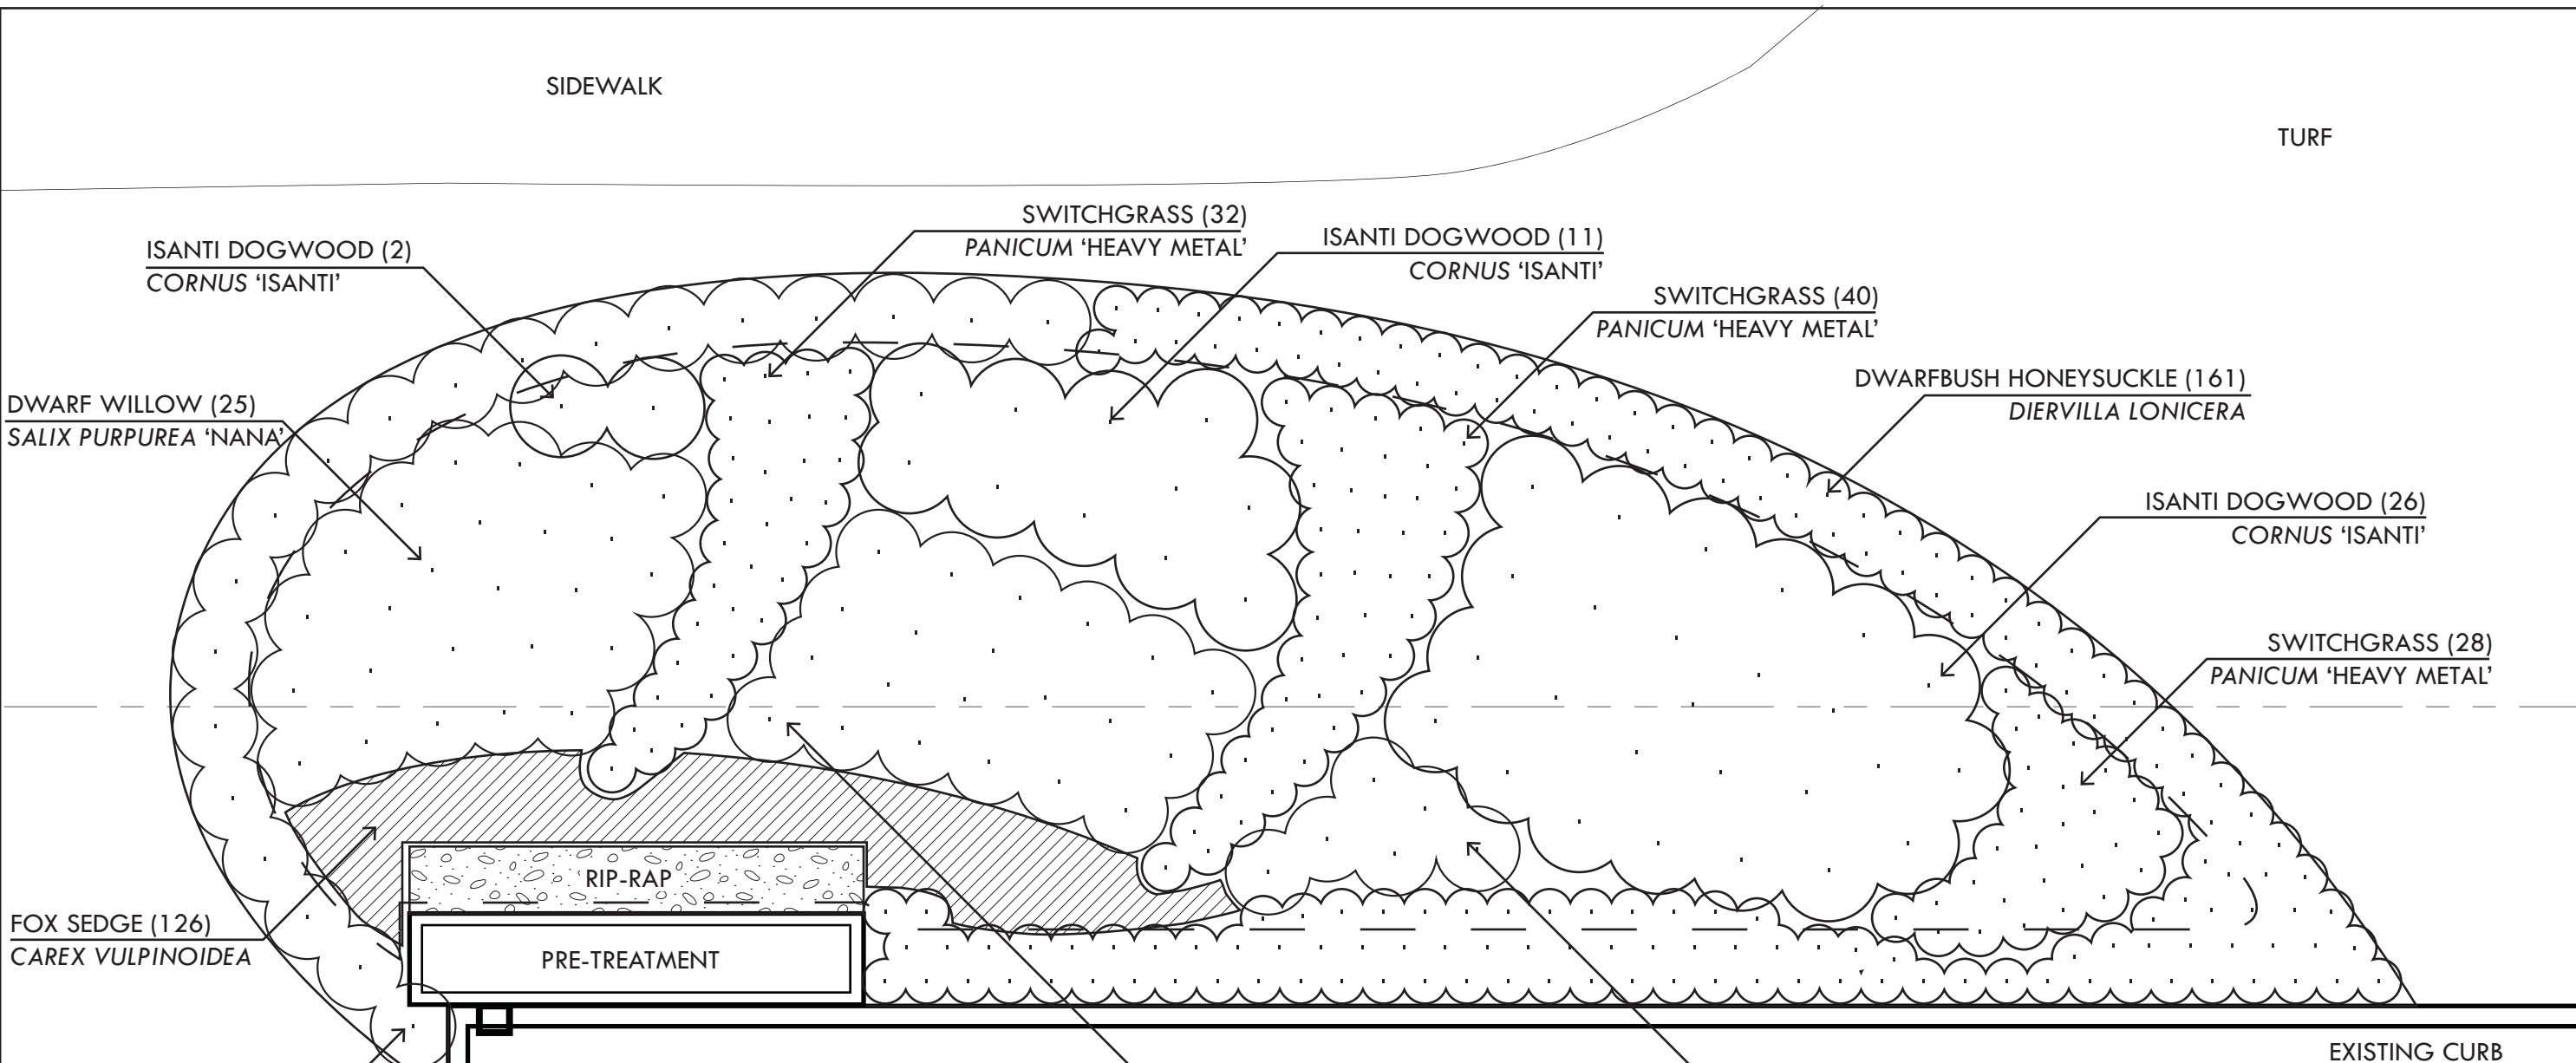 SIDEWALK
TURF
SWITCHGRASS (32)
PANICUM ‘HEAVY METAL’
ISANTI DOGWOOD (11)
CORNUS ‘ISANTI’
ISANTI DOGWOOD (2)
CORNUS ‘ISANTI’
SWITCHGRASS (40)
PANICUM ‘HEAVY METAL’
DWARFBUSH HONEYSUCKLE (161)
DIERVILLA LONICERA
DWARF WILLOW (25)
SALIX PURPUREA ‘NANA’
ISANTI DOGWOOD (26)
CORNUS ‘ISANTI’
SWITCHGRASS (28)
PANICUM ‘HEAVY METAL’
RIP-RAP
FOX SEDGE (126)
CAREX VULPINOIDEA
PRE-TREATMENT
EXISTING CURB